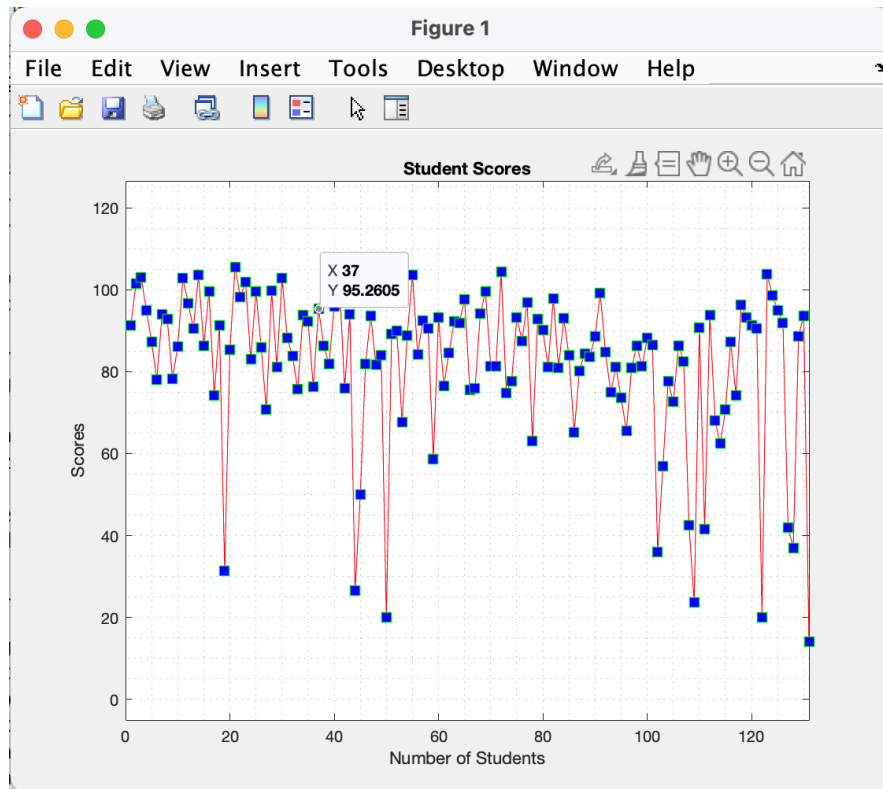 Figure 1
File Edit View Insert Tools Desktop Window Help
Student Scores
X 37
Y 95.2605
120
100
80
60
40
20
0
Scores
0 20 40 60 80 100 120
Number of Students